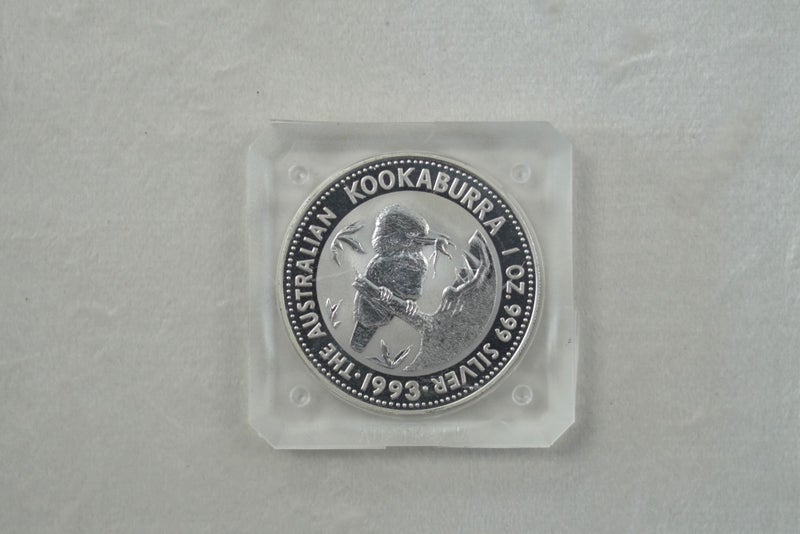 THE AUSTRALIAN KOOKABURRA 1 OZ. 999 SILVER · 1993 ·